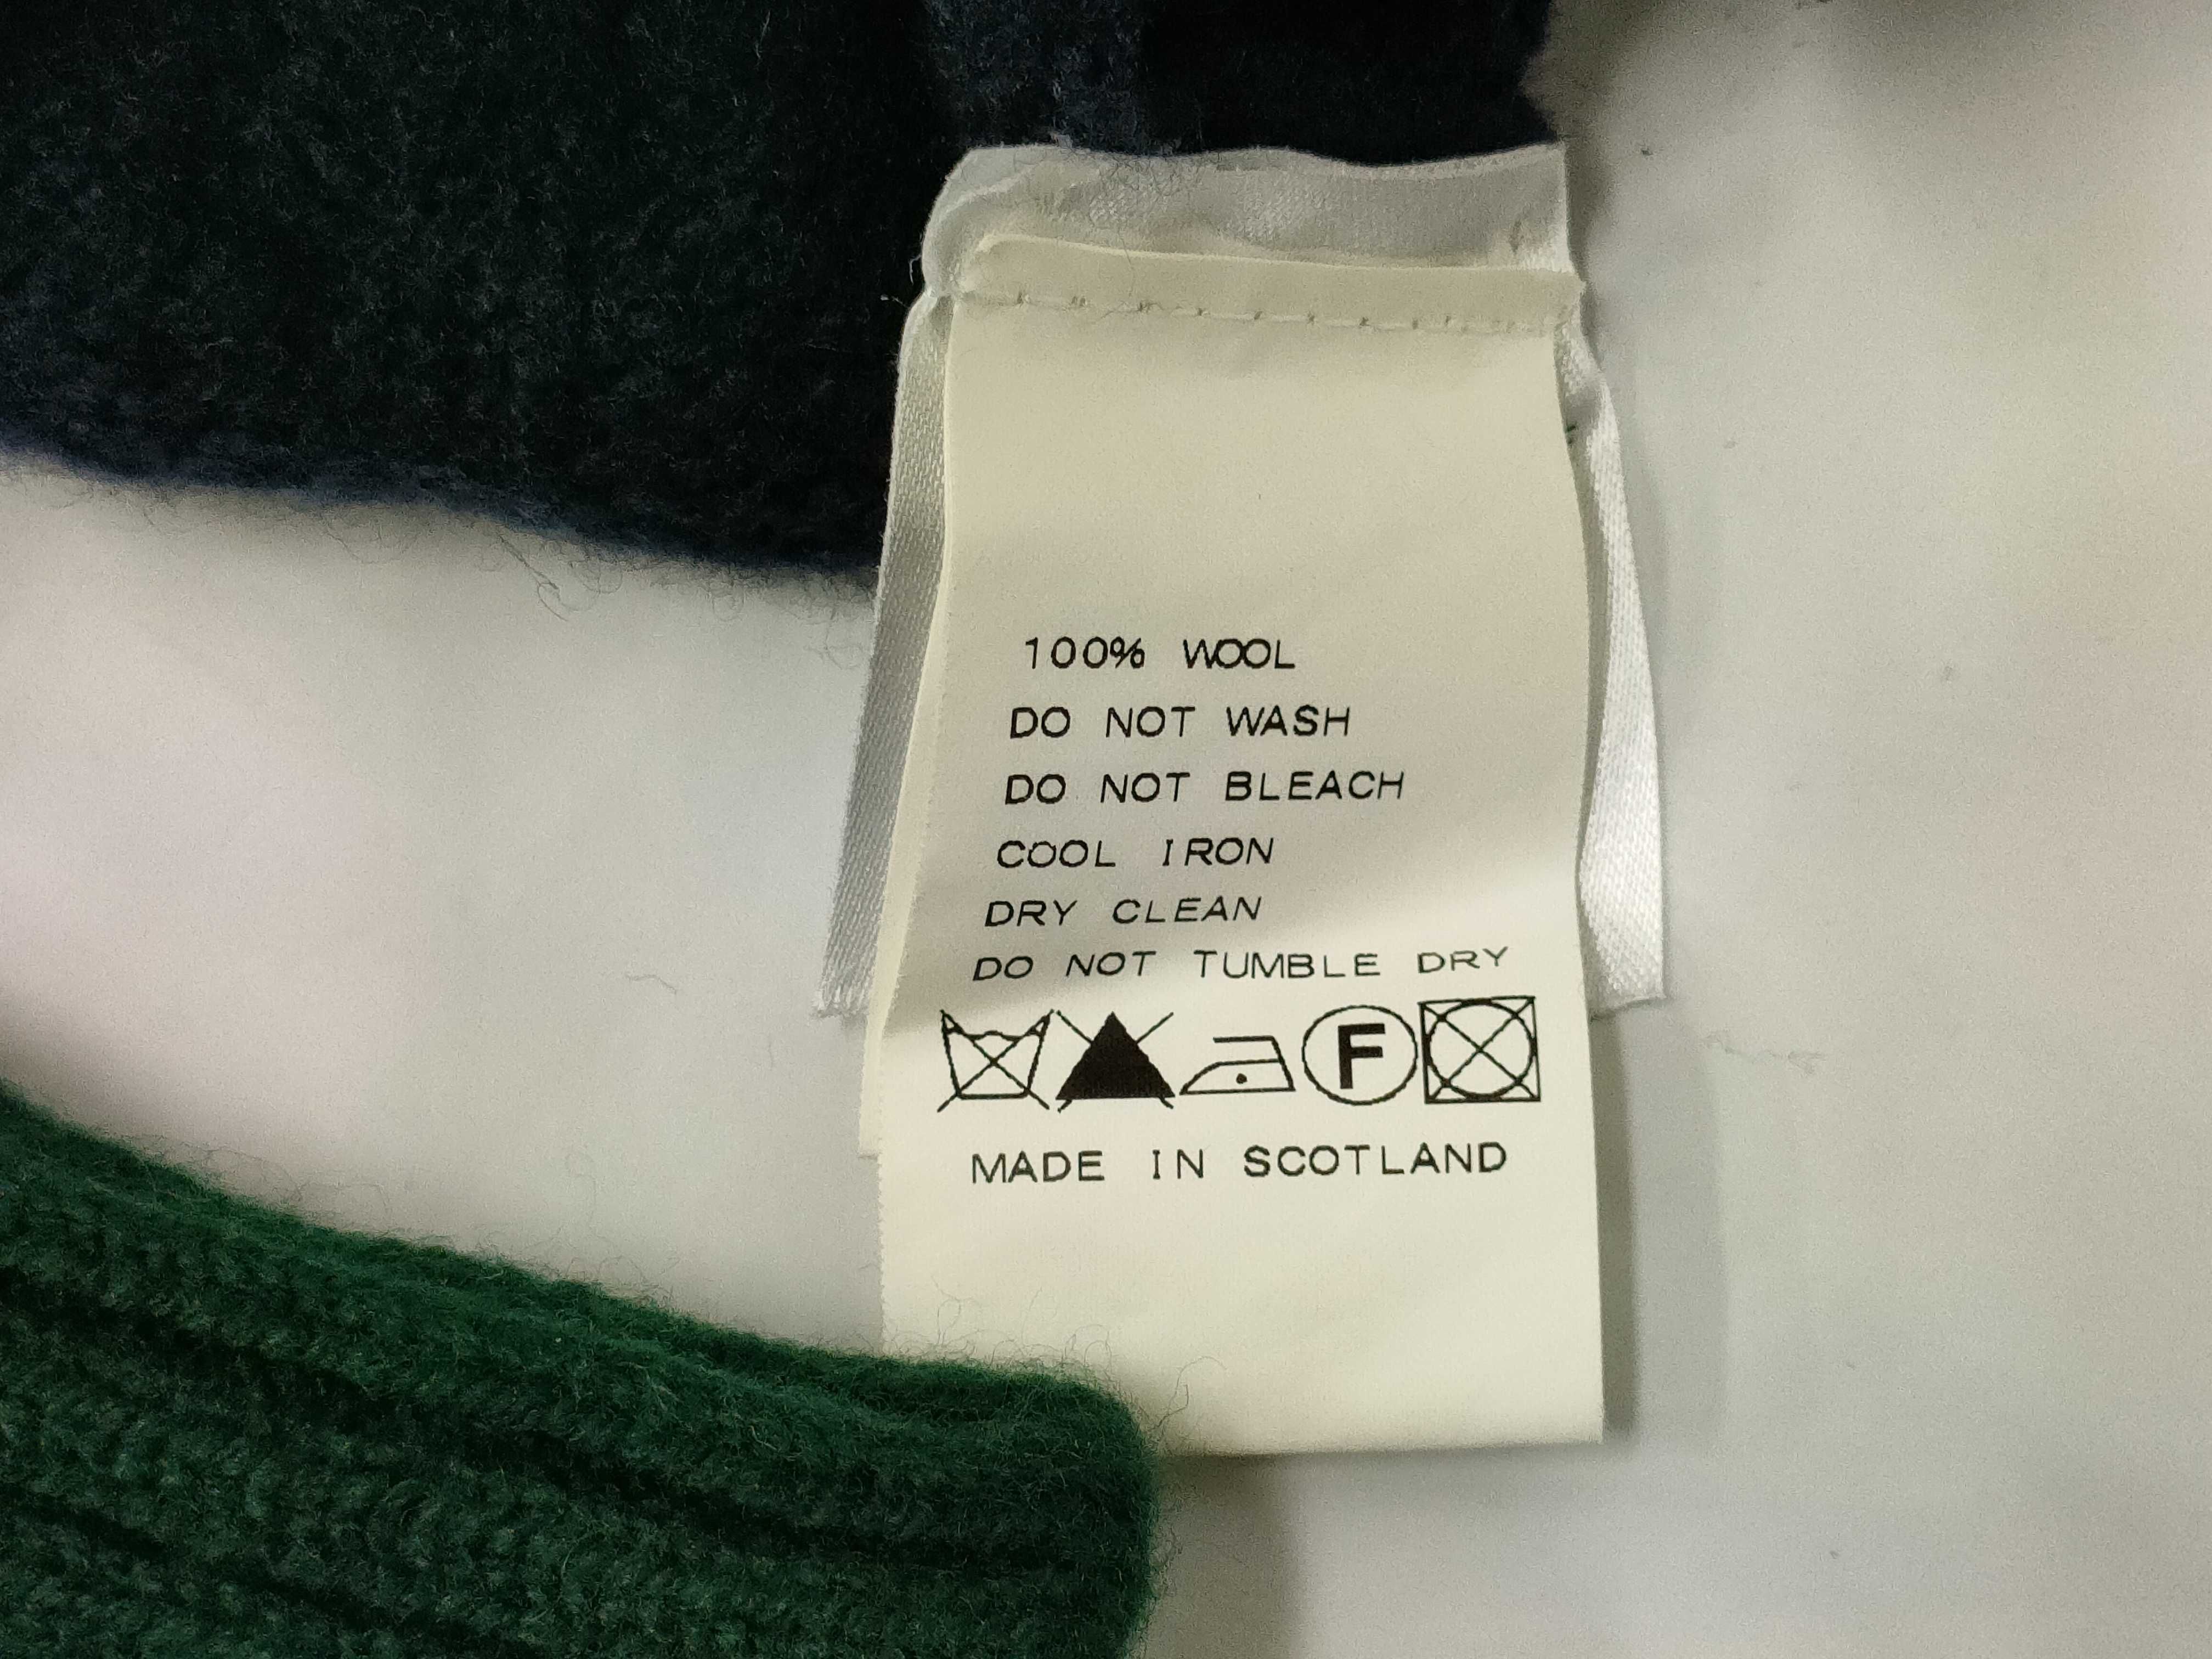 100% WOOL
DO NOT WASH
DO NOT BLEACH
COOL IRON
DRY CLEAN
DO NOT TUMBLE DRY
F
MADE IN SCOTLAND